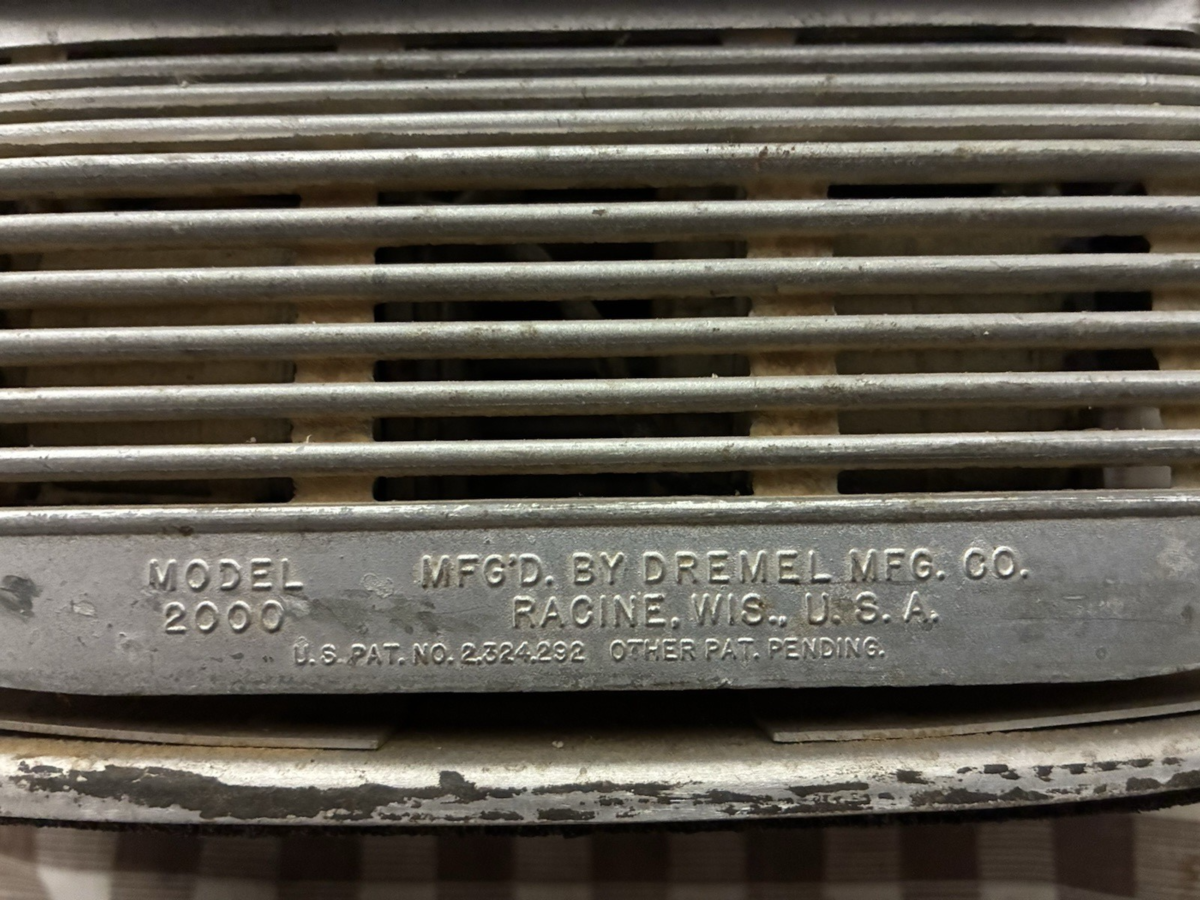 MODEL MFG'D. BY DREMEL MFG. CO.
2000 RACINE, WIS., U. S. A.
U. S. PAT. NO. 2,324,292 OTHER PAT. PENDING.